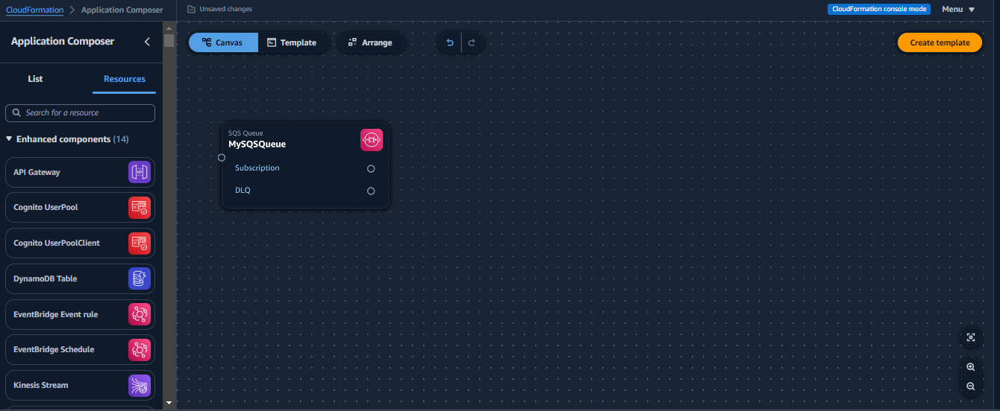 CloudFormation > Application Composer
Unsaved changes
CloudFormation console mode
Menu
Application Composer
Canvas
Template
Arrange
Create template
List
Resources
Search for a resource
Enhanced components (14)
API Gateway
Cognito UserPool
Cognito UserPoolClient
DynamoDB Table
EventBridge Event rule
EventBridge Schedule
Kinesis Stream
SQS Queue
MySQSQueue
Subscription
DLQ